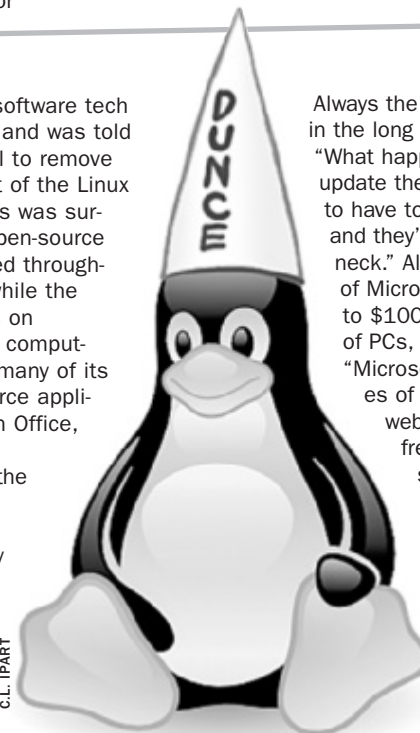 or
software tech
and was told
l to remove
t of the Linux
s was sur-
pen-source
ed through-
while the
on
comput-
many of its
rce appli-
n Office,
the
y
C.L. IPART
DUNCE
Always the
in the long
“What happ
update the
to have to
and they’
neck.” Al
of Micro
to $100
of PCs,
“Micros
es of
web
fre
s